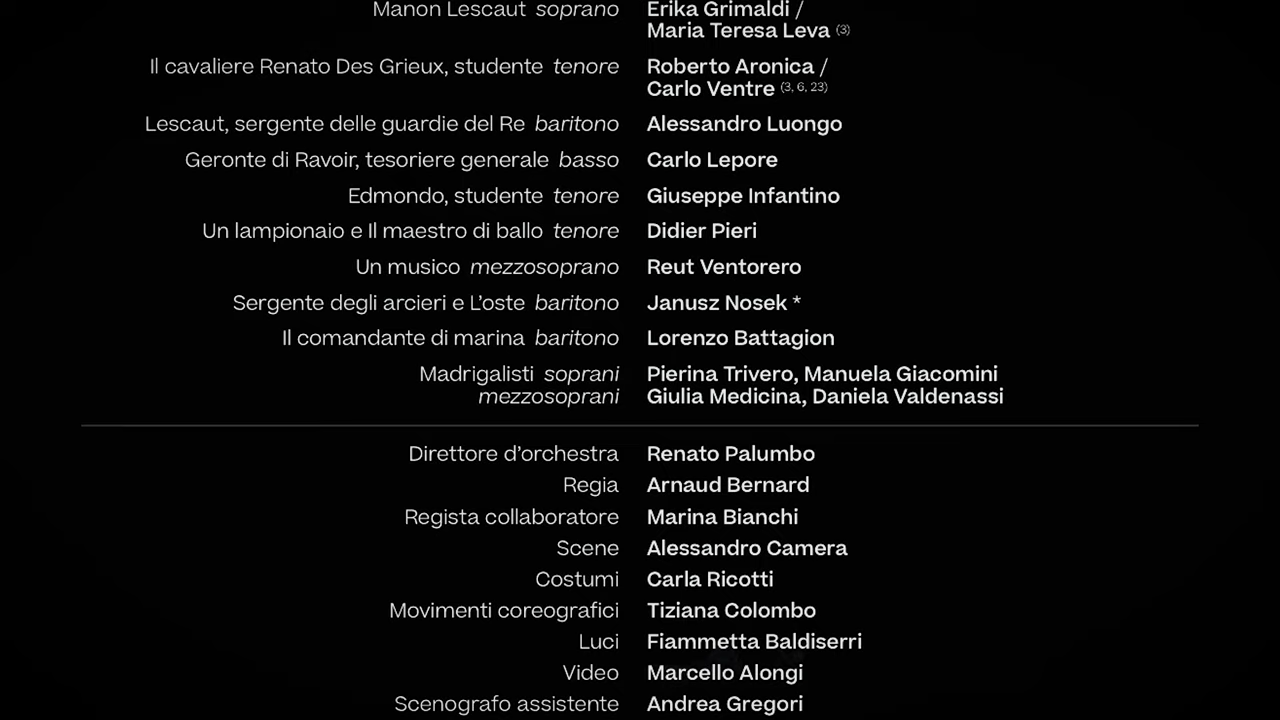 Manon Lescaut soprano Erika Grimaldi /
Maria Teresa Leva (3)
Il cavaliere Renato Des Grieux, studente tenore Roberto Aronica /
Carlo Ventre (3, 6, 23)
Lescaut, sergente delle guardie del Re baritono Alessandro Luongo
Geronte di Ravoir, tesoriere generale basso Carlo Lepore
Edmondo, studente tenore Giuseppe Infantino
Un lampionaio e Il maestro di ballo tenore Didier Pieri
Un musico mezzosoprano Reut Ventorero
Sergente degli arcieri e L’oste baritono Janusz Nosek *
Il comandante di marina baritono Lorenzo Battagion
Madrigalisti soprani Pierina Trivero, Manuela Giacomini
mezzosoprani Giulia Medicina, Daniela Valdenassi
Direttore d’orchestra Renato Palumbo
Regia Arnaud Bernard
Regista collaboratore Marina Bianchi
Scene Alessandro Camera
Costumi Carla Ricotti
Movimenti coreografici Tiziana Colombo
Luci Fiammetta Baldiserri
Video Marcello Alongi
Scenografo assistente Andrea Gregori